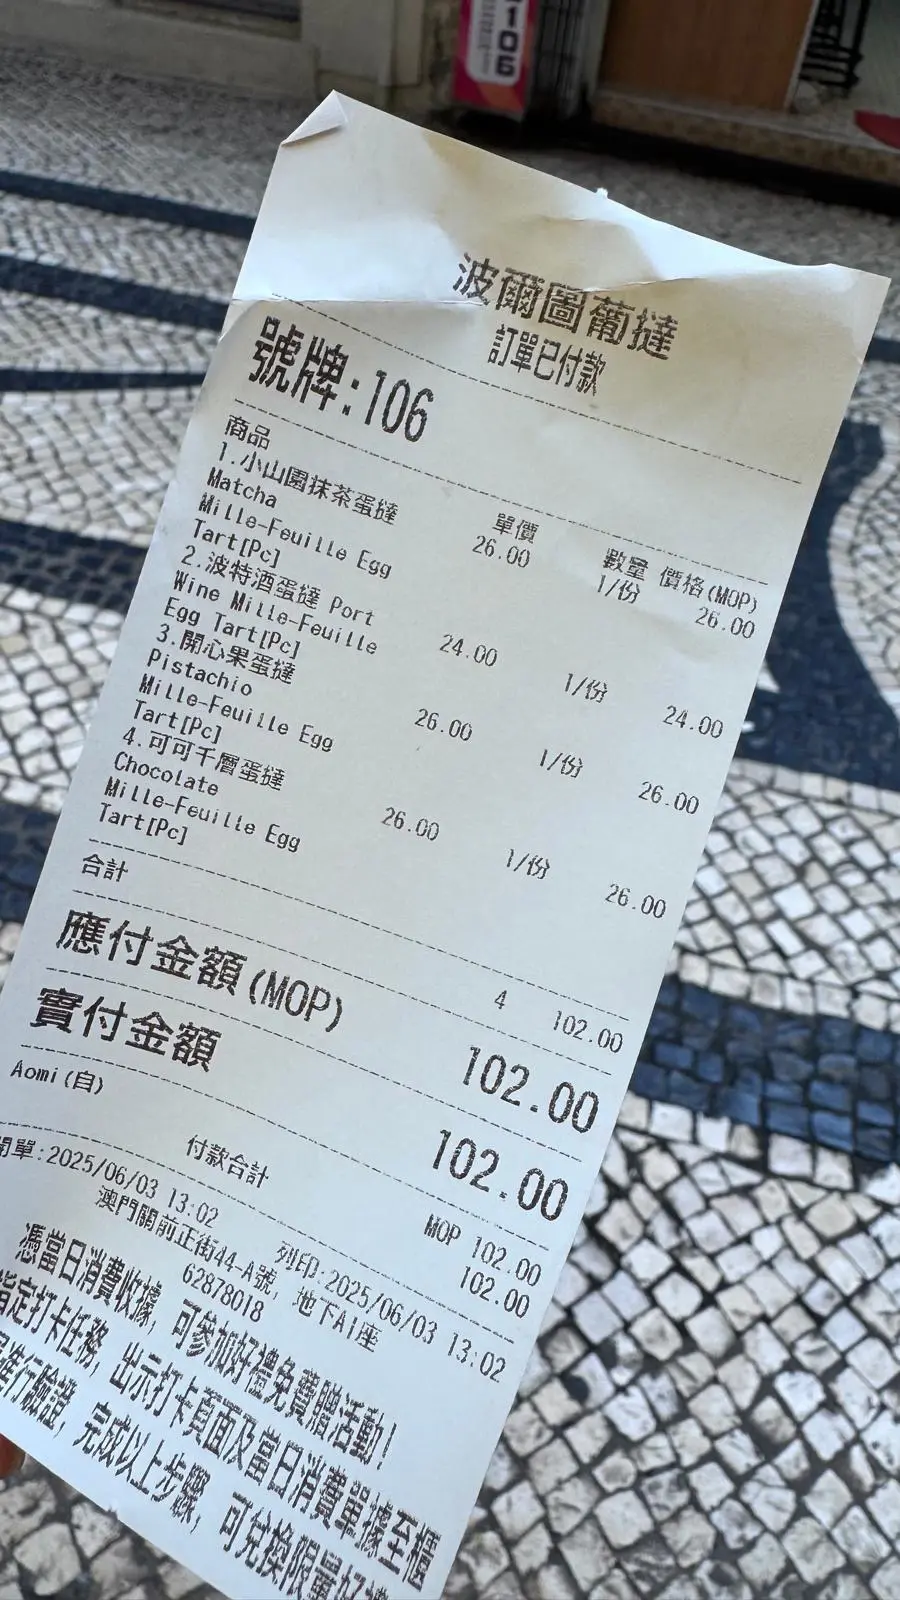 106
波爾圖葡撻
訂單已付款
號牌:106
商品 單價 數量 價格(MOP)
1.小山園抹茶蛋撻 26.00 1/份 26.00
Matcha
Mille-Feuille Egg
Tart[Pc]
2.波特酒蛋撻 Port 24.00 1/份 24.00
Wine Mille-Feuille
Egg Tart[Pc]
3.開心果蛋撻 26.00 1/份 26.00
Pistachio
Mille-Feuille Egg
Tart[Pc]
4.可可千層蛋撻 26.00 1/份 26.00
Chocolate
Mille-Feuille Egg
Tart[Pc]
合計 4 102.00
應付金額(MOP) 102.00
實付金額 102.00
Aomi(自) MOP 102.00
付款合計 102.00
開單:2025/06/03 13:02 列印:2025/06/03 13:02
澳門關前正街44-A號, 地下A1座
62878018
憑當日消費收據, 可參加好禮免費贈活動!
指定打卡任務, 出示打卡頁面及當日消費單據至櫃
進行驗證, 完成以上步驟, 可兌換限量好